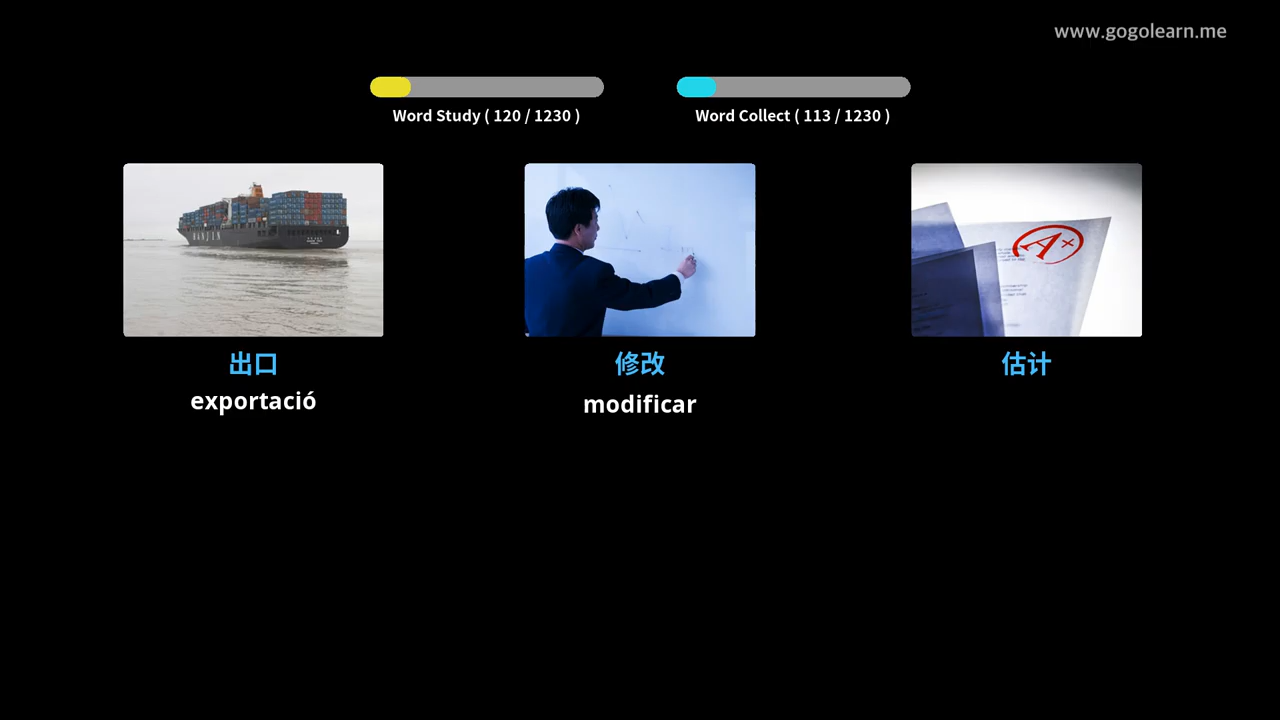 www.gogolearn.me
Word Study ( 120 / 1230 )
Word Collect ( 113 / 1230 )
HANJIN
A+
出口
修改
估计
exportació
modificar